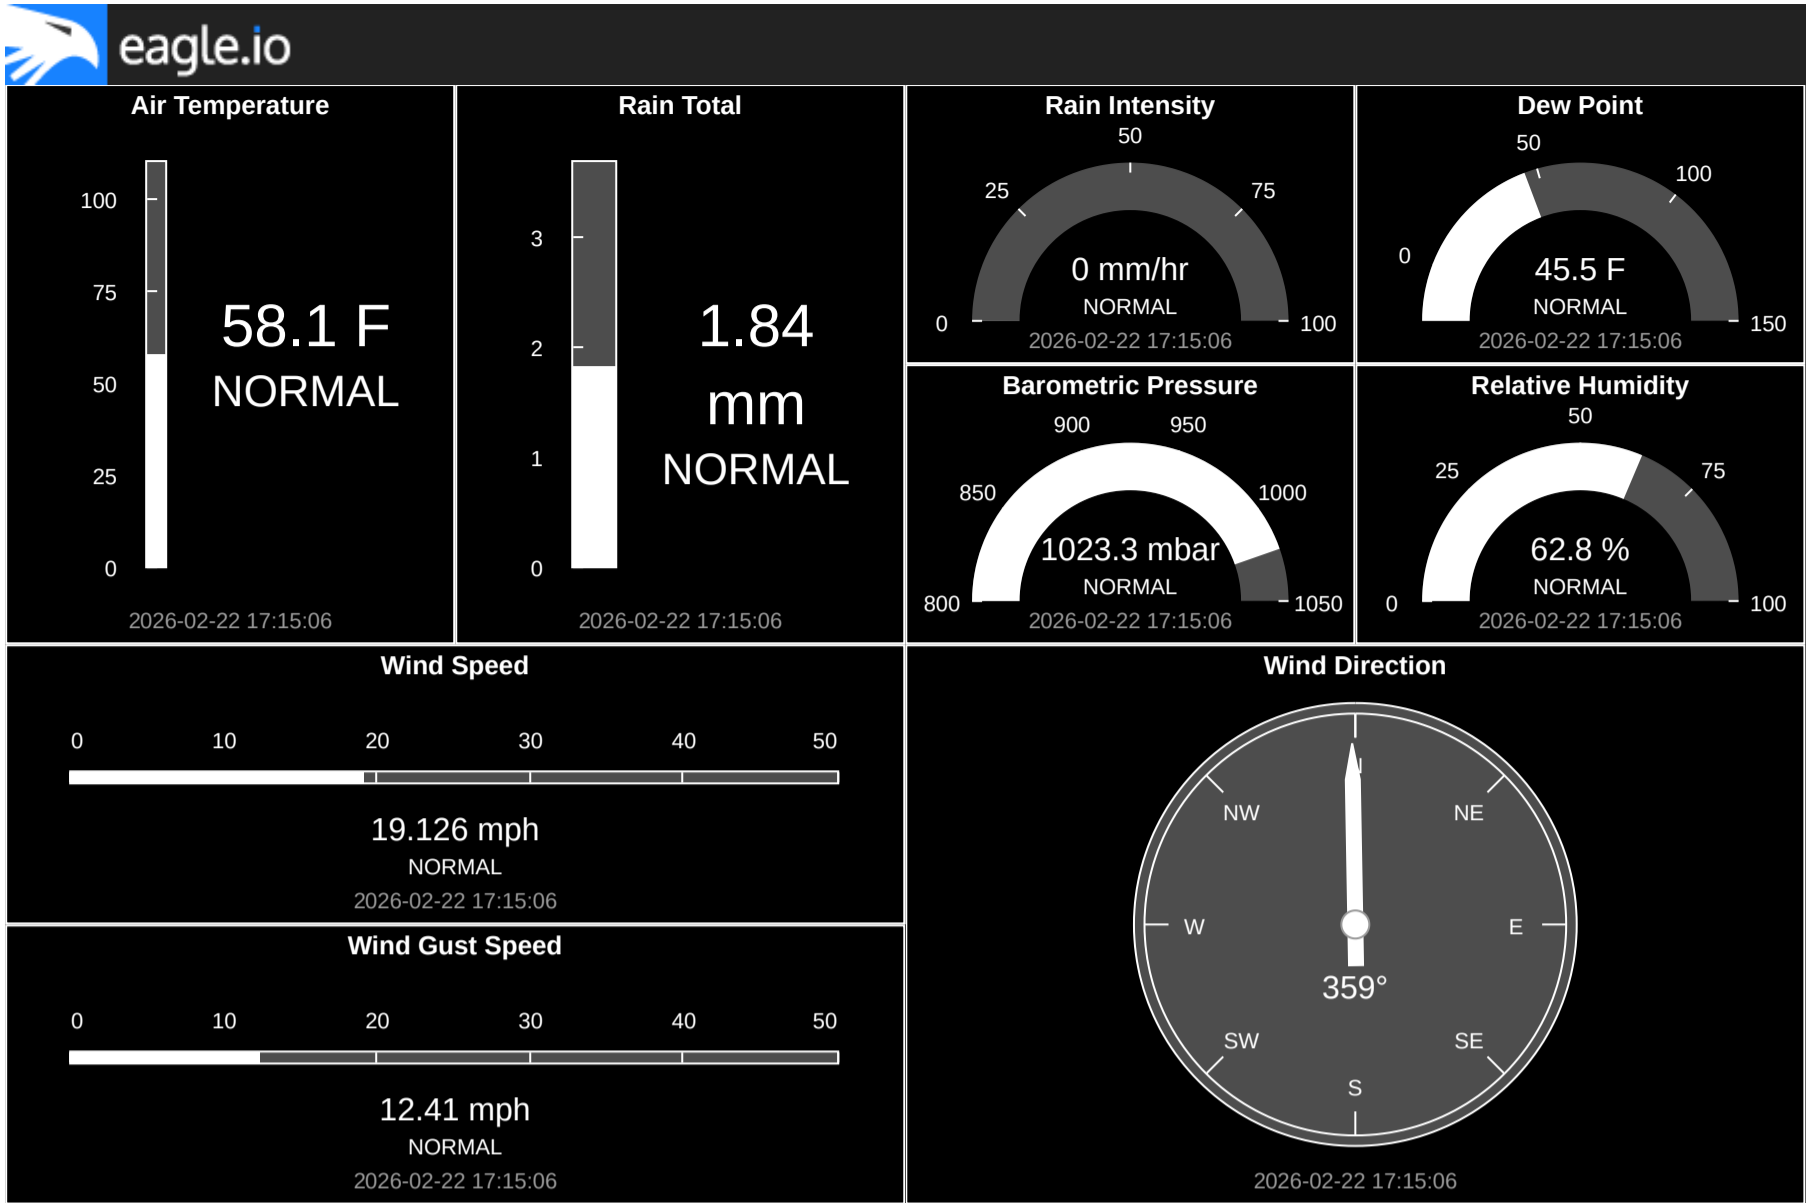 eagle.io
Air Temperature
100
75
50
25
0
58.1 F
NORMAL
2026-02-22 17:15:06
Rain Total
3
2
1
0
1.84
mm
NORMAL
2026-02-22 17:15:06
Rain Intensity
0
25
50
75
100
0 mm/hr
NORMAL
2026-02-22 17:15:06
Dew Point
0
50
100
150
45.5 F
NORMAL
2026-02-22 17:15:06
Barometric Pressure
800
850
900
950
1000
1050
1023.3 mbar
NORMAL
2026-02-22 17:15:06
Relative Humidity
0
25
50
75
100
62.8 %
NORMAL
2026-02-22 17:15:06
Wind Speed
0 10 20 30 40 50
19.126 mph
NORMAL
2026-02-22 17:15:06
Wind Gust Speed
0 10 20 30 40 50
12.41 mph
NORMAL
2026-02-22 17:15:06
Wind Direction
NW NE
W E
359°
SW SE
S
2026-02-22 17:15:06